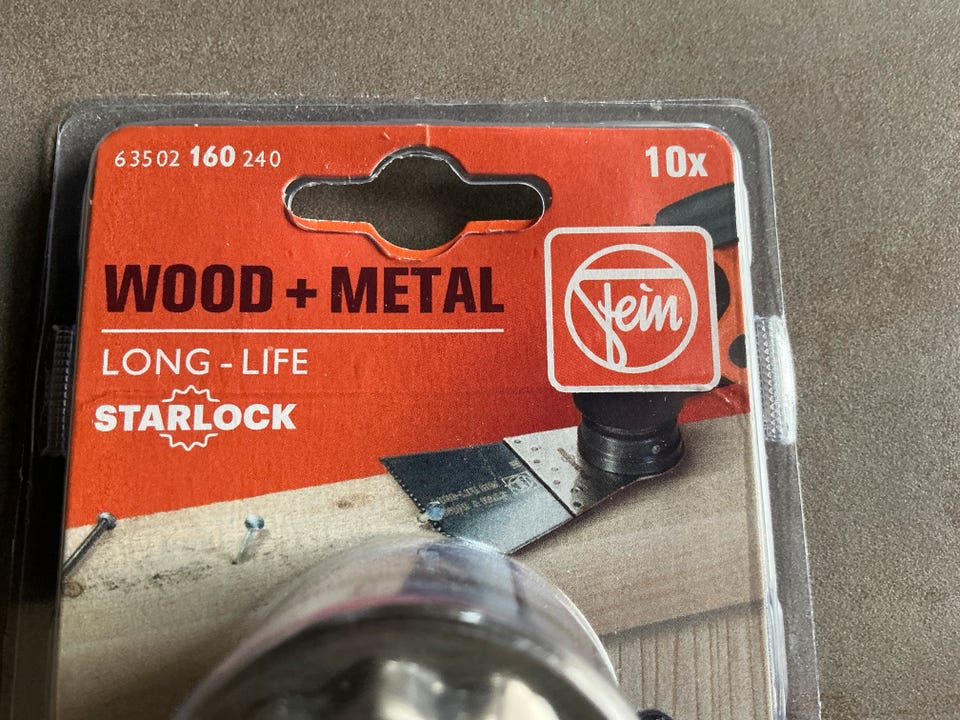 63502 160 240
10x
WOOD + METAL
LONG-LIFE
STARLOCK
Fein